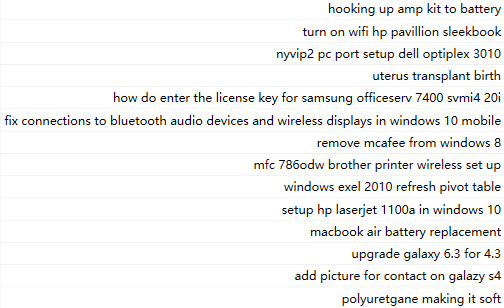 hooking up amp kit to battery
turn on wifi hp pavillion sleekbook
nyvip2 pc port setup dell optiplex 3010
uterus transplant birth
how do enter the license key for samsung officeserv 7400 svmi4 20i
fix connections to bluetooth audio devices and wireless displays in windows 10 mobile
remove mcafee from windows 8
mfc 786odw brother printer wireless set up
windows exel 2010 refresh pivot table
setup hp laserjet 1100a in windows 10
macbook air battery replacement
upgrade galaxy 6.3 for 4.3
add picture for contact on galazy s4
polyuretgane making it soft